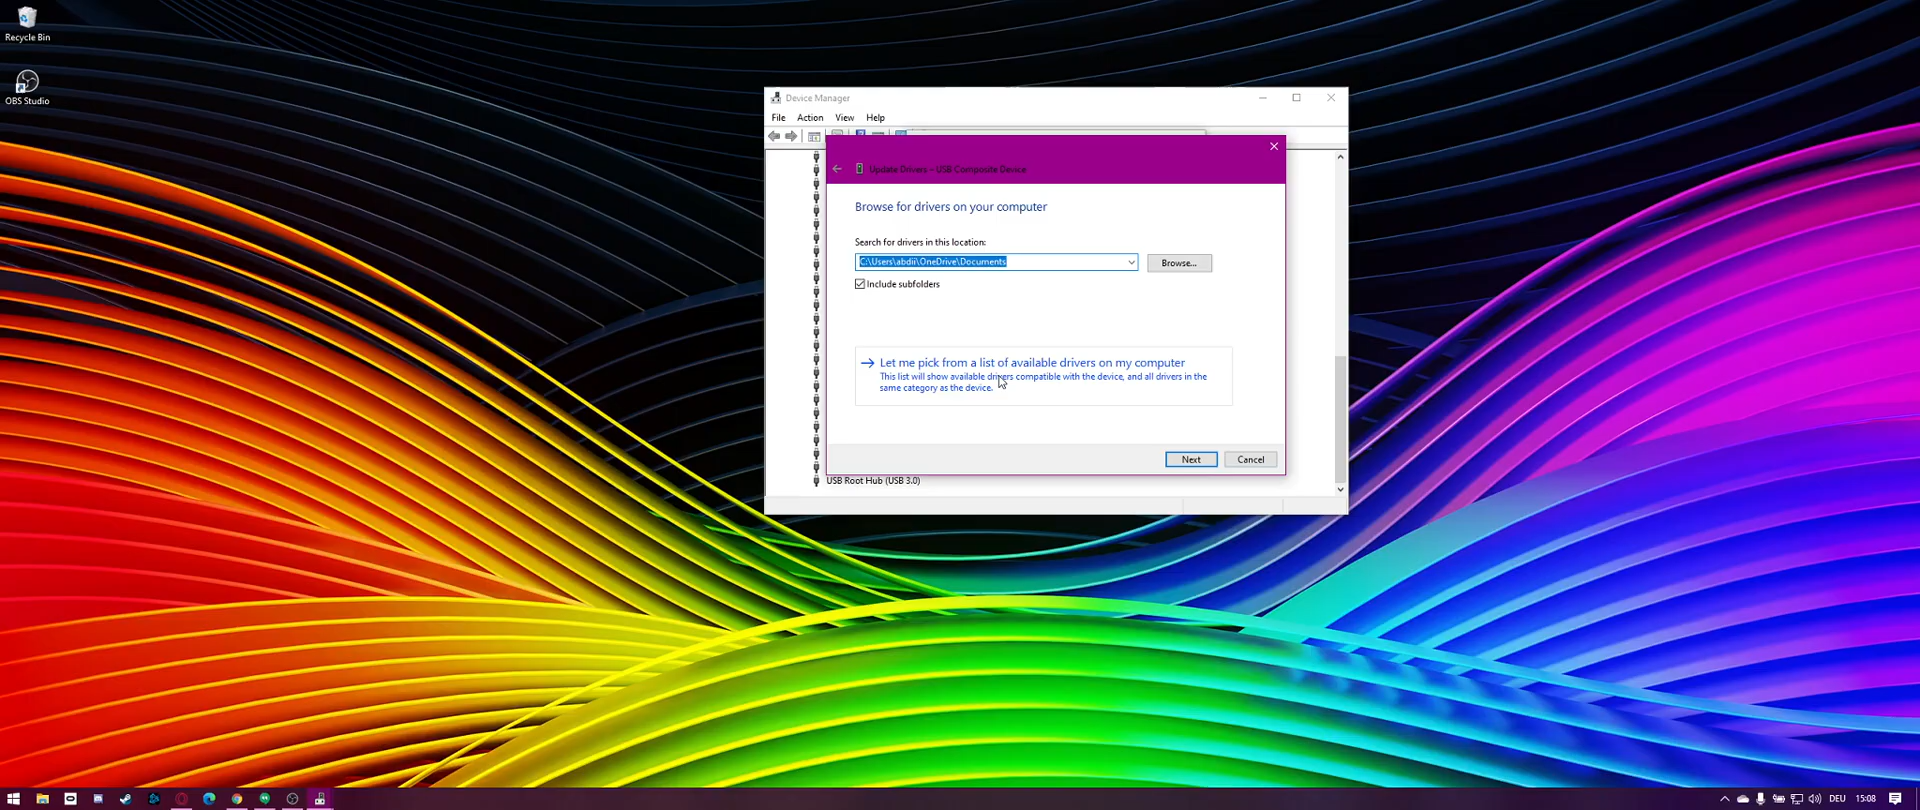 Recycle Bin
OBS Studio
Device Manager
File Action View Help
Update Drivers - USB Composite Device
Browse for drivers on your computer
Search for drivers in this location:
C:\Users\abdii\OneDrive\Documents
Browse...
Include subfolders
Let me pick from a list of available drivers on my computer
This list will show available drivers compatible with the device, and all drivers in the
same category as the device.
Next Cancel
USB Root Hub (USB 3.0)
DEU 15:08